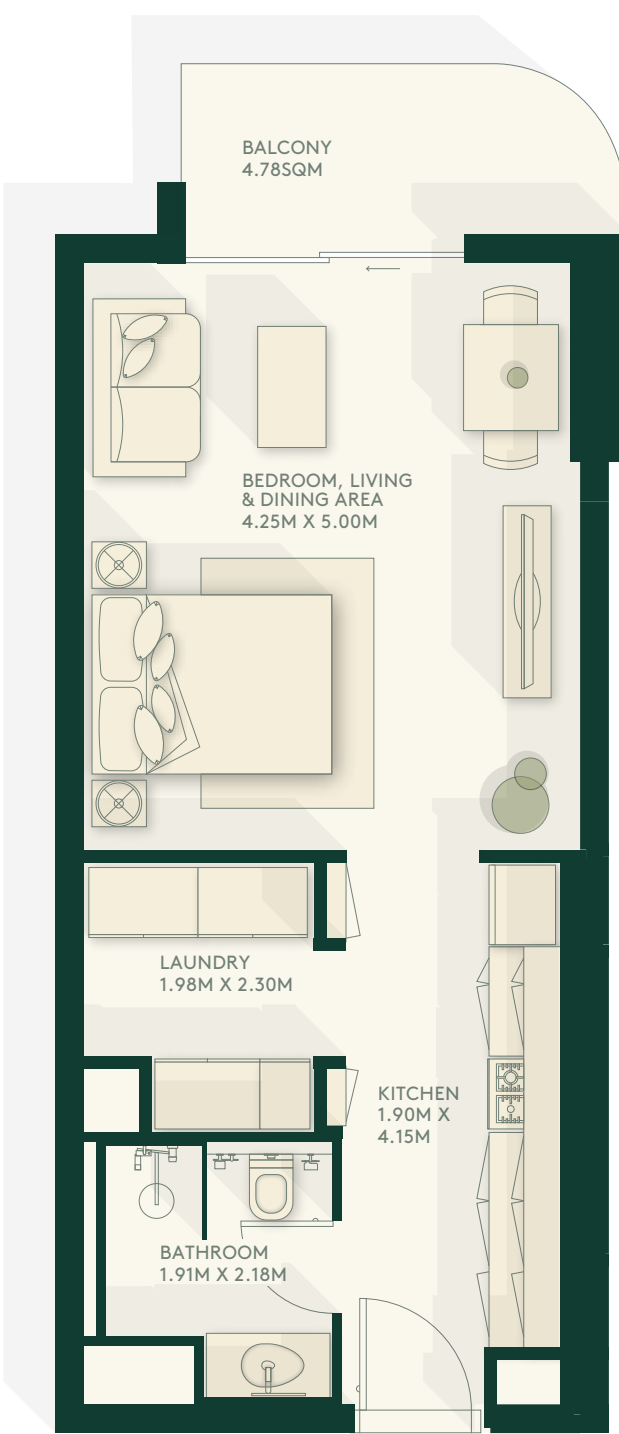 BALCONY
4.78SQM
BEDROOM, LIVING
& DINING AREA
4.25M X 5.00M
LAUNDRY
1.98M X 2.30M
KITCHEN
1.90M X
4.15M
BATHROOM
1.91M X 2.18M